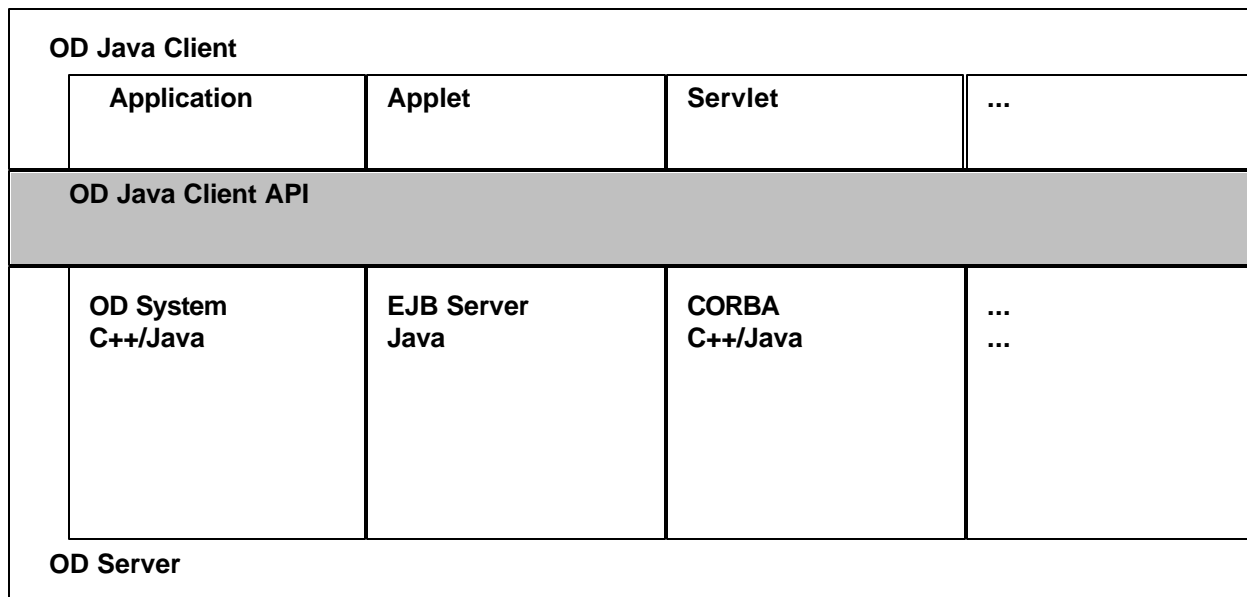 OD Java Client
Application
Applet
Servlet
...
OD Java Client API
OD System
C++/Java
EJB Server
Java
CORBA
C++/Java
...
...
OD Server